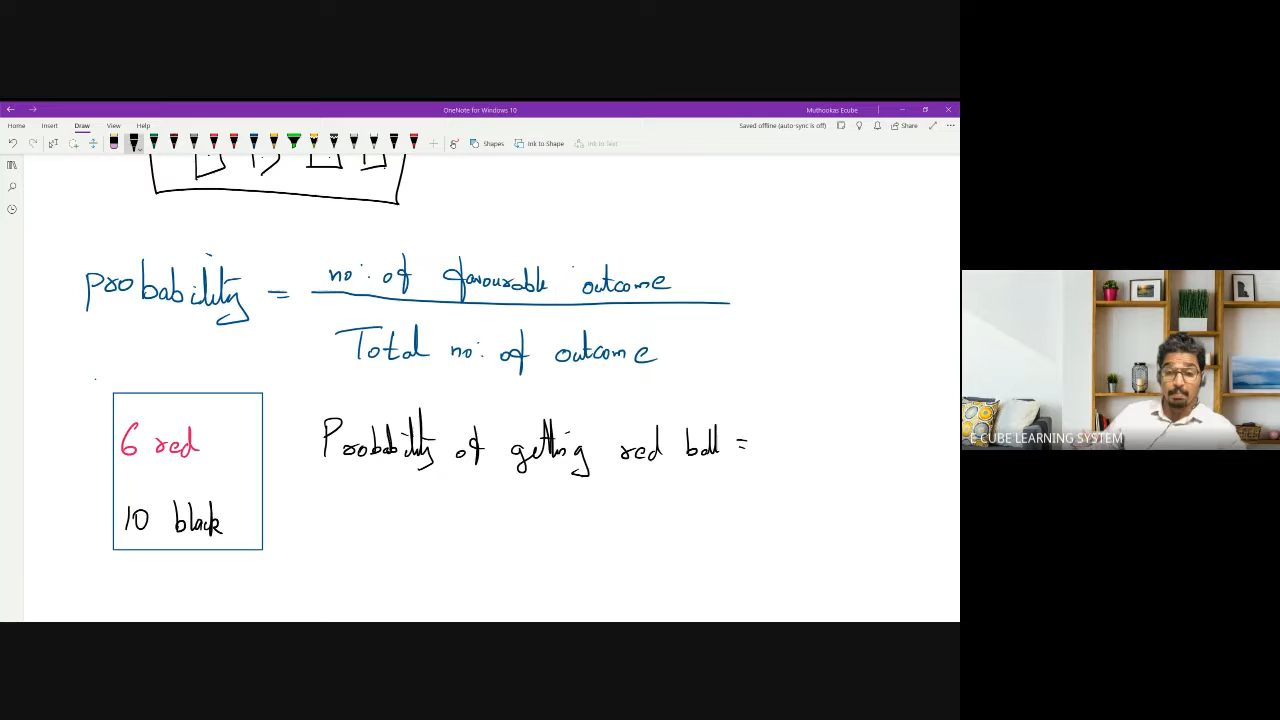 OneNote for Windows 10
Muthookas Ecube
Home Insert Draw View Help
Saved offline (auto-sync is off)
Share
Shapes
Ink to Shape
Ink to Text
probability = no: of favourable outcome
Total no: of outcome
6 red
10 black
Probability of getting red ball =
E CUBE LEARNING SYSTEM